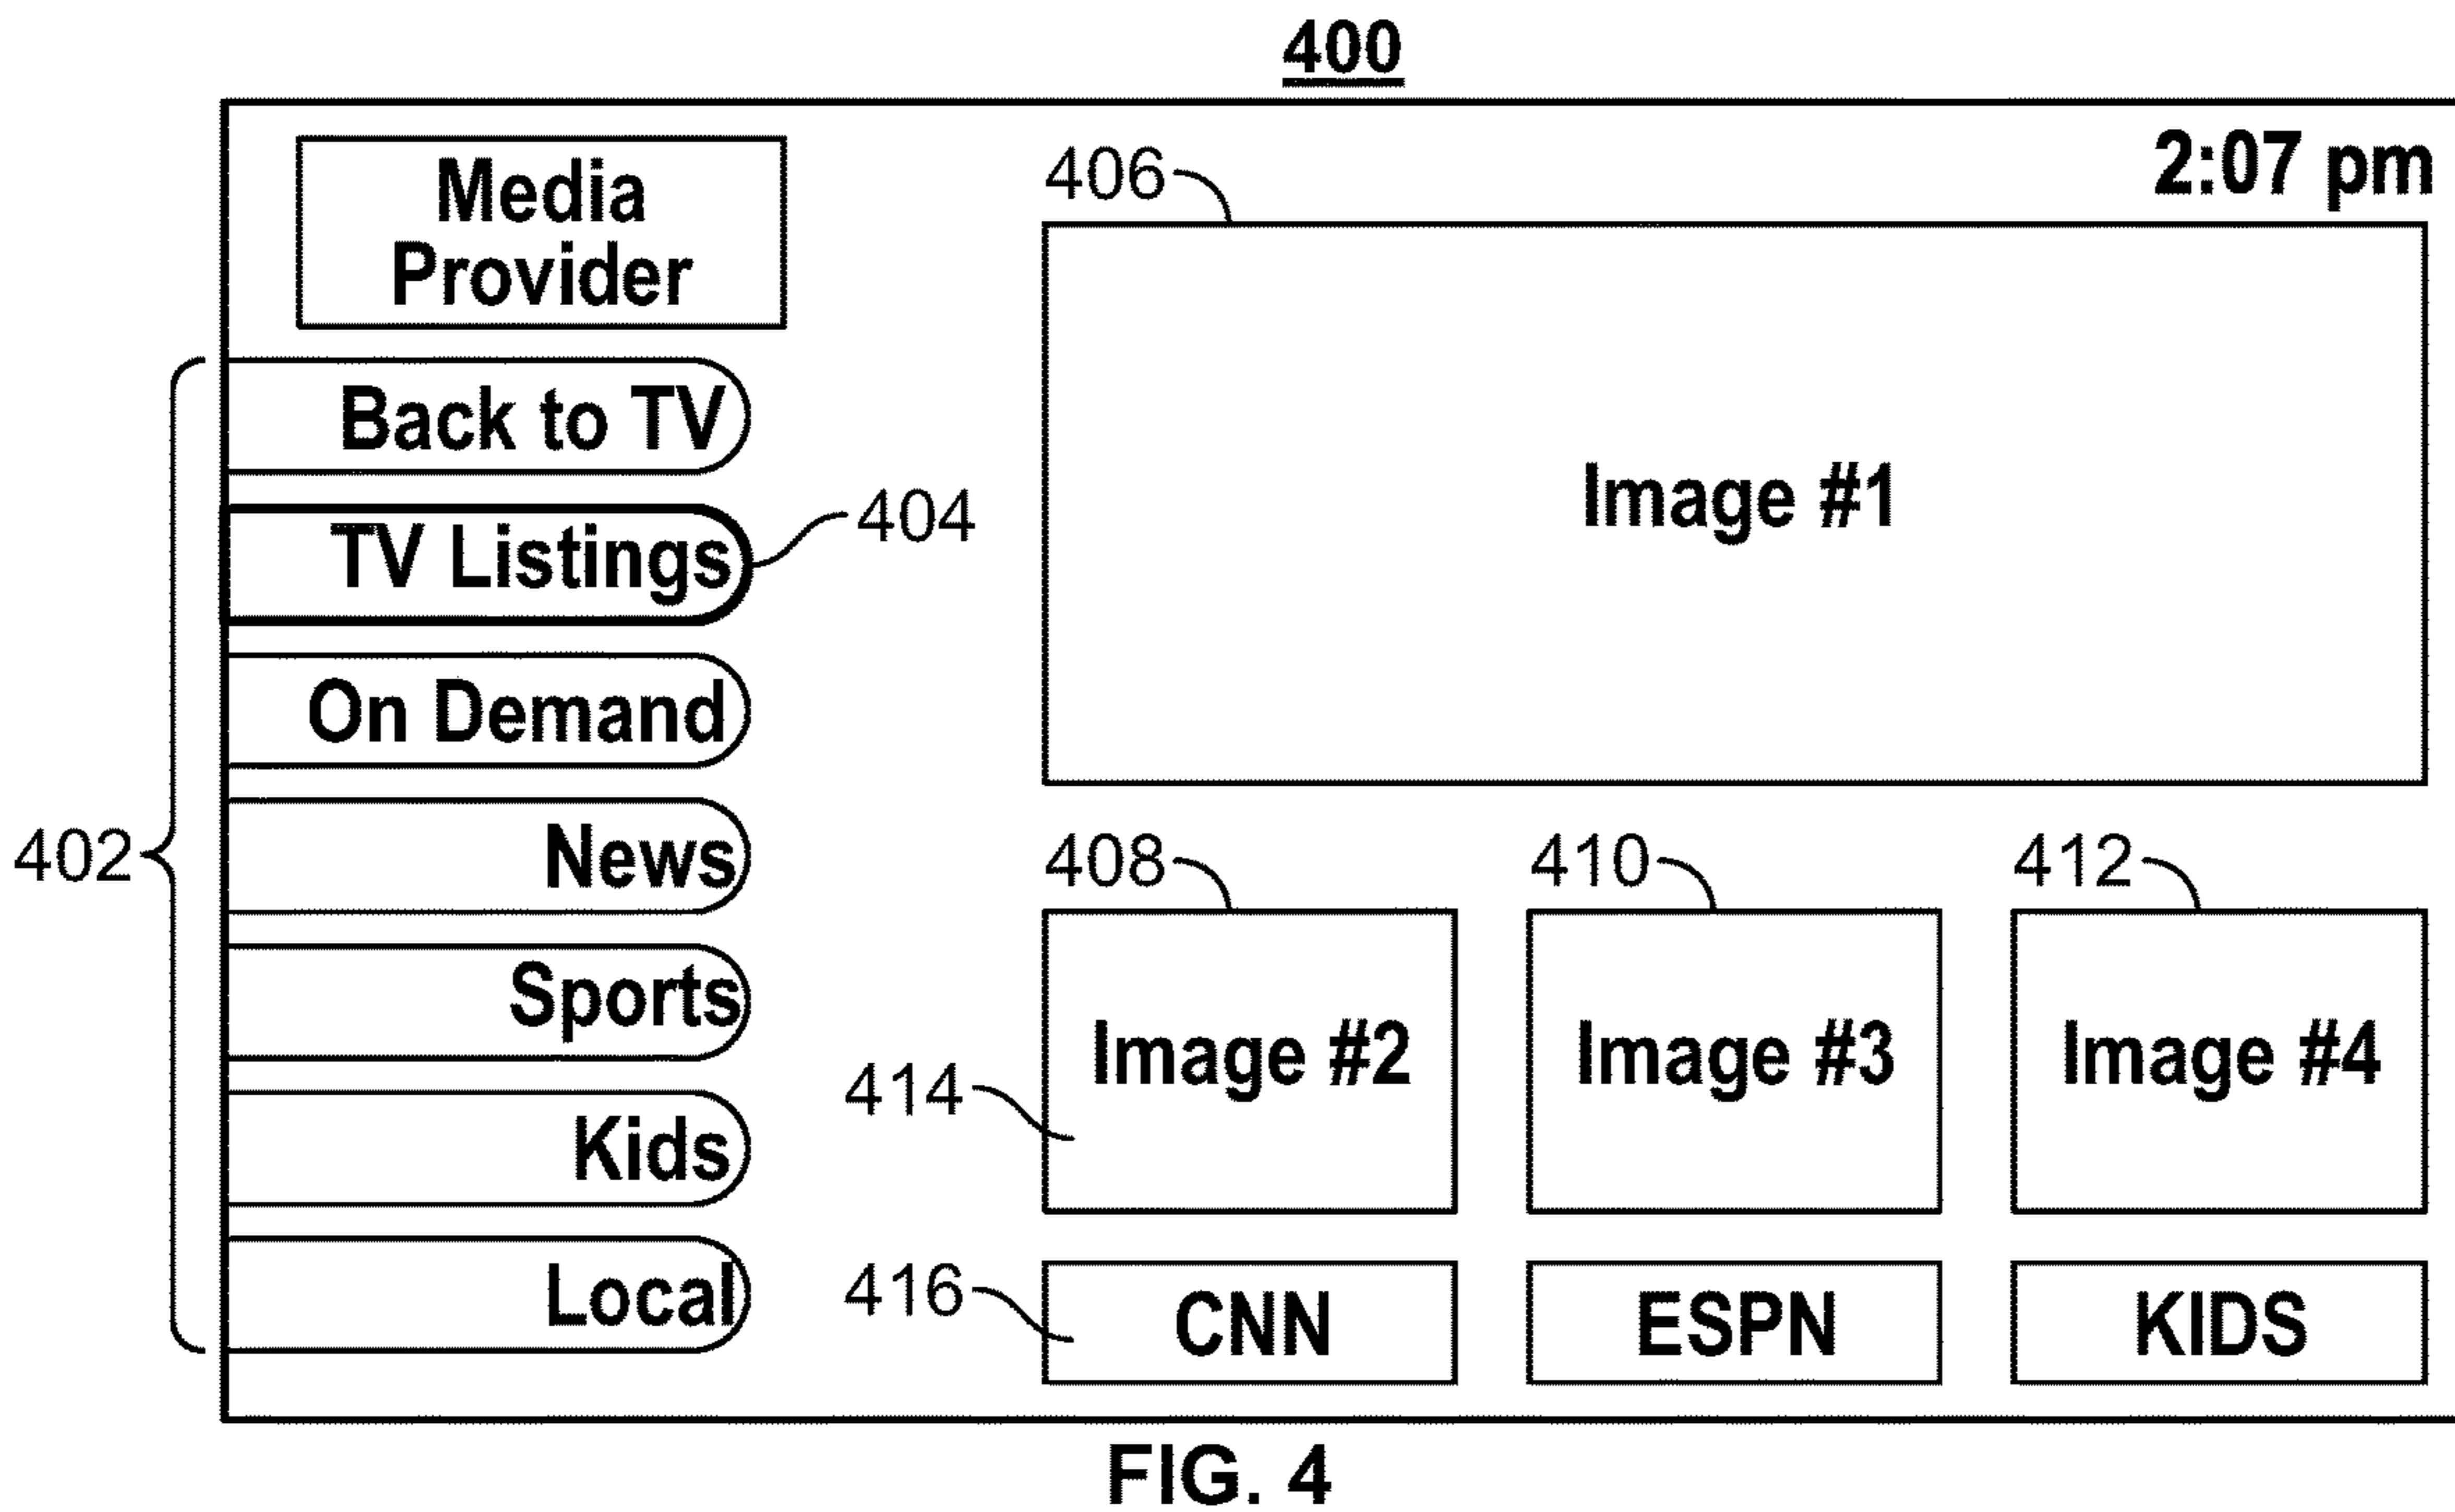 400
Media
Provider
2:07 pm
406
Image #1
Back to TV
TV Listings
404
On Demand
News
402
Sports
Kids
Local
408
410
412
Image #2
Image #3
Image #4
414
416
CNN
ESPN
KIDS
FIG. 4